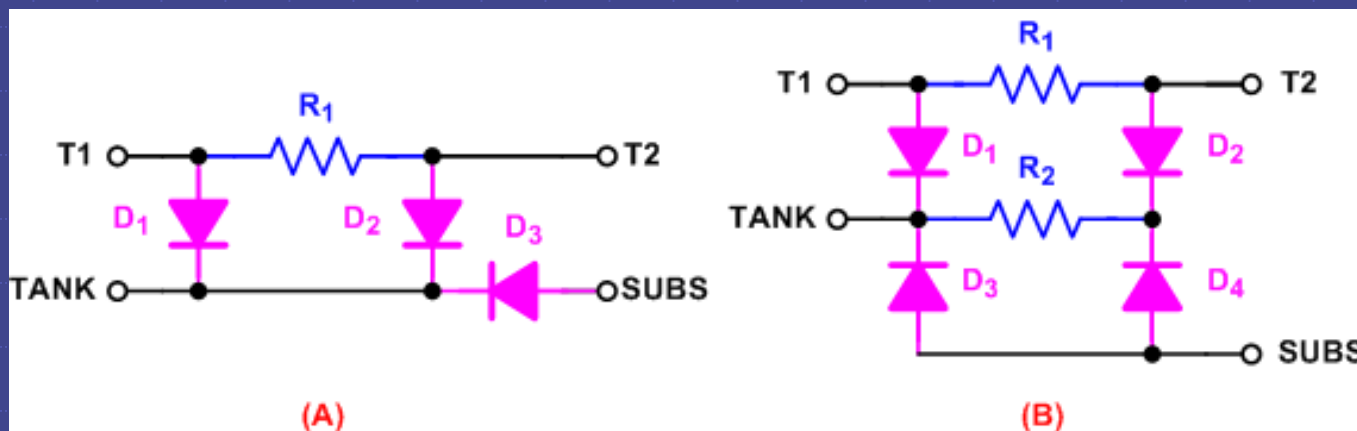 R1
T1 T2
D1 D2 D3
TANK SUBS
(A)
R1
T1 T2
D1 D2
R2
TANK
D3 D4
SUBS
(B)